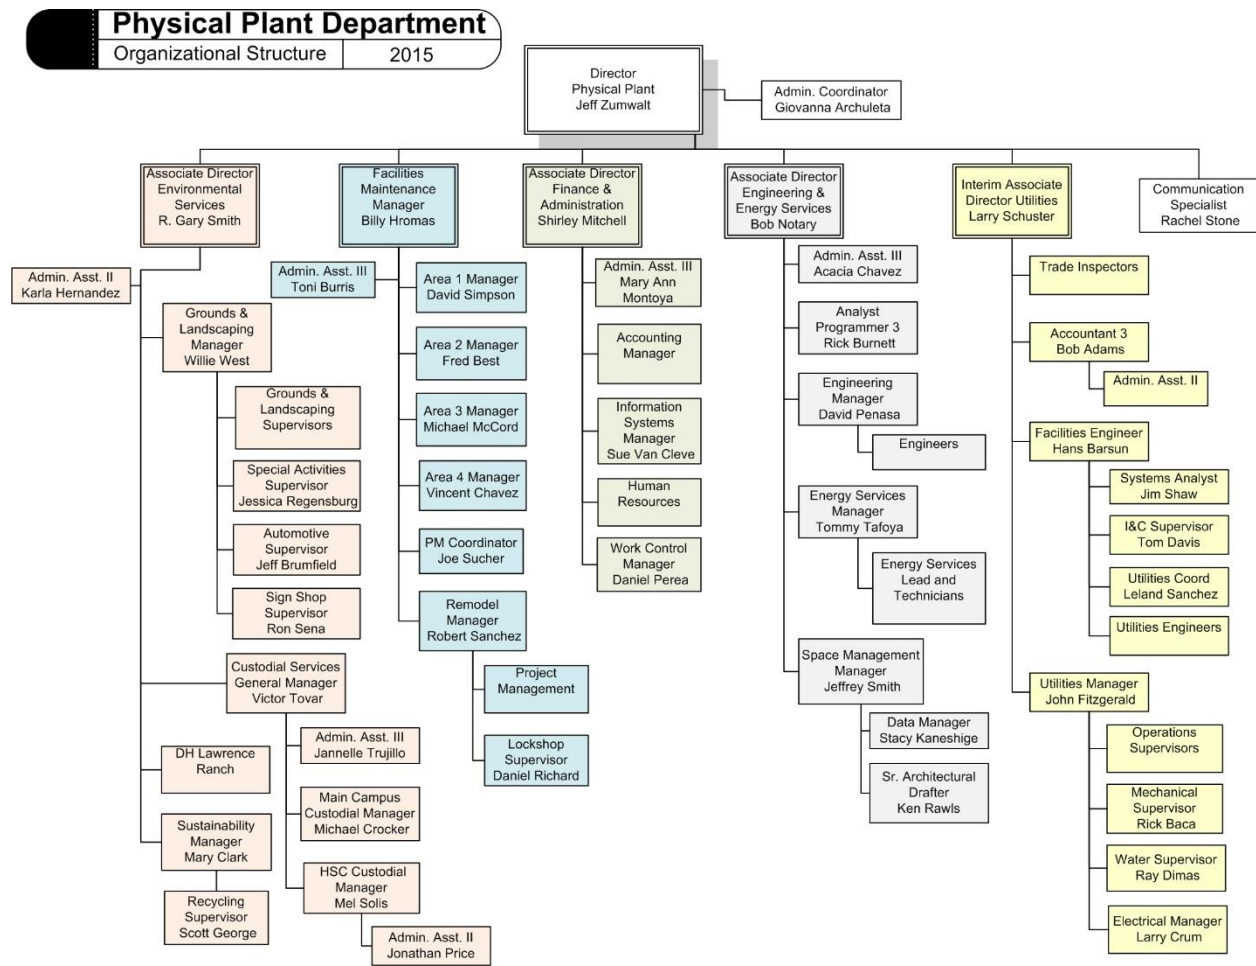 Physical Plant Department
Organizational Structure
2015
Director
Physical Plant
Jeff Zumwalt
Admin. Coordinator
Giovanna Archuleta
Associate Director
Environmental
Services
R. Gary Smith
Facilities
Maintenance
Manager
Billy Hromas
Associate Director
Finance &
Administration
Shirley Mitchell
Associate Director
Engineering &
Energy Services
Bob Notary
Interim Associate
Director Utilities
Larry Schuster
Communication
Specialist
Rachel Stone
Admin. Asst. II
Karla Hernandez
Grounds &
Landscaping
Manager
Willie West
Grounds &
Landscaping
Supervisors
Special Activities
Supervisor
Jessica Regensburg
Automotive
Supervisor
Jeff Brumfield
Sign Shop
Supervisor
Ron Sena
Custodial Services
General Manager
Victor Tovar
Admin. Asst. III
Jannelle Trujillo
Main Campus
Custodial Manager
Michael Crocker
HSC Custodial
Manager
Mel Solis
Admin. Asst. II
Jonathan Price
DH Lawrence
Ranch
Sustainability
Manager
Mary Clark
Recycling
Supervisor
Scott George
Admin. Asst. III
Toni Burris
Area 1 Manager
David Simpson
Area 2 Manager
Fred Best
Area 3 Manager
Michael McCord
Area 4 Manager
Vincent Chavez
PM Coordinator
Joe Sucher
Remodel
Manager
Robert Sanchez
Project
Management
Lockshop
Supervisor
Daniel Richard
Admin. Asst. III
Mary Ann
Montoya
Accounting
Manager
Information
Systems
Manager
Sue Van Cleve
Human
Resources
Work Control
Manager
Daniel Perea
Admin. Asst. III
Acacia Chavez
Analyst
Programmer 3
Rick Burnett
Engineering
Manager
David Penasa
Engineers
Energy Services
Manager
Tommy Tafoya
Energy Services
Lead and
Technicians
Space Management
Manager
Jeffrey Smith
Data Manager
Stacy Kaneshige
Sr. Architectural
Drafter
Ken Rawls
Trade Inspectors
Accountant 3
Bob Adams
Admin. Asst. II
Facilities Engineer
Hans Barsun
Systems Analyst
Jim Shaw
I&C Supervisor
Tom Davis
Utilities Coord
Leland Sanchez
Utilities Engineers
Utilities Manager
John Fitzgerald
Operations
Supervisors
Mechanical
Supervisor
Rick Baca
Water Supervisor
Ray Dimas
Electrical Manager
Larry Crum